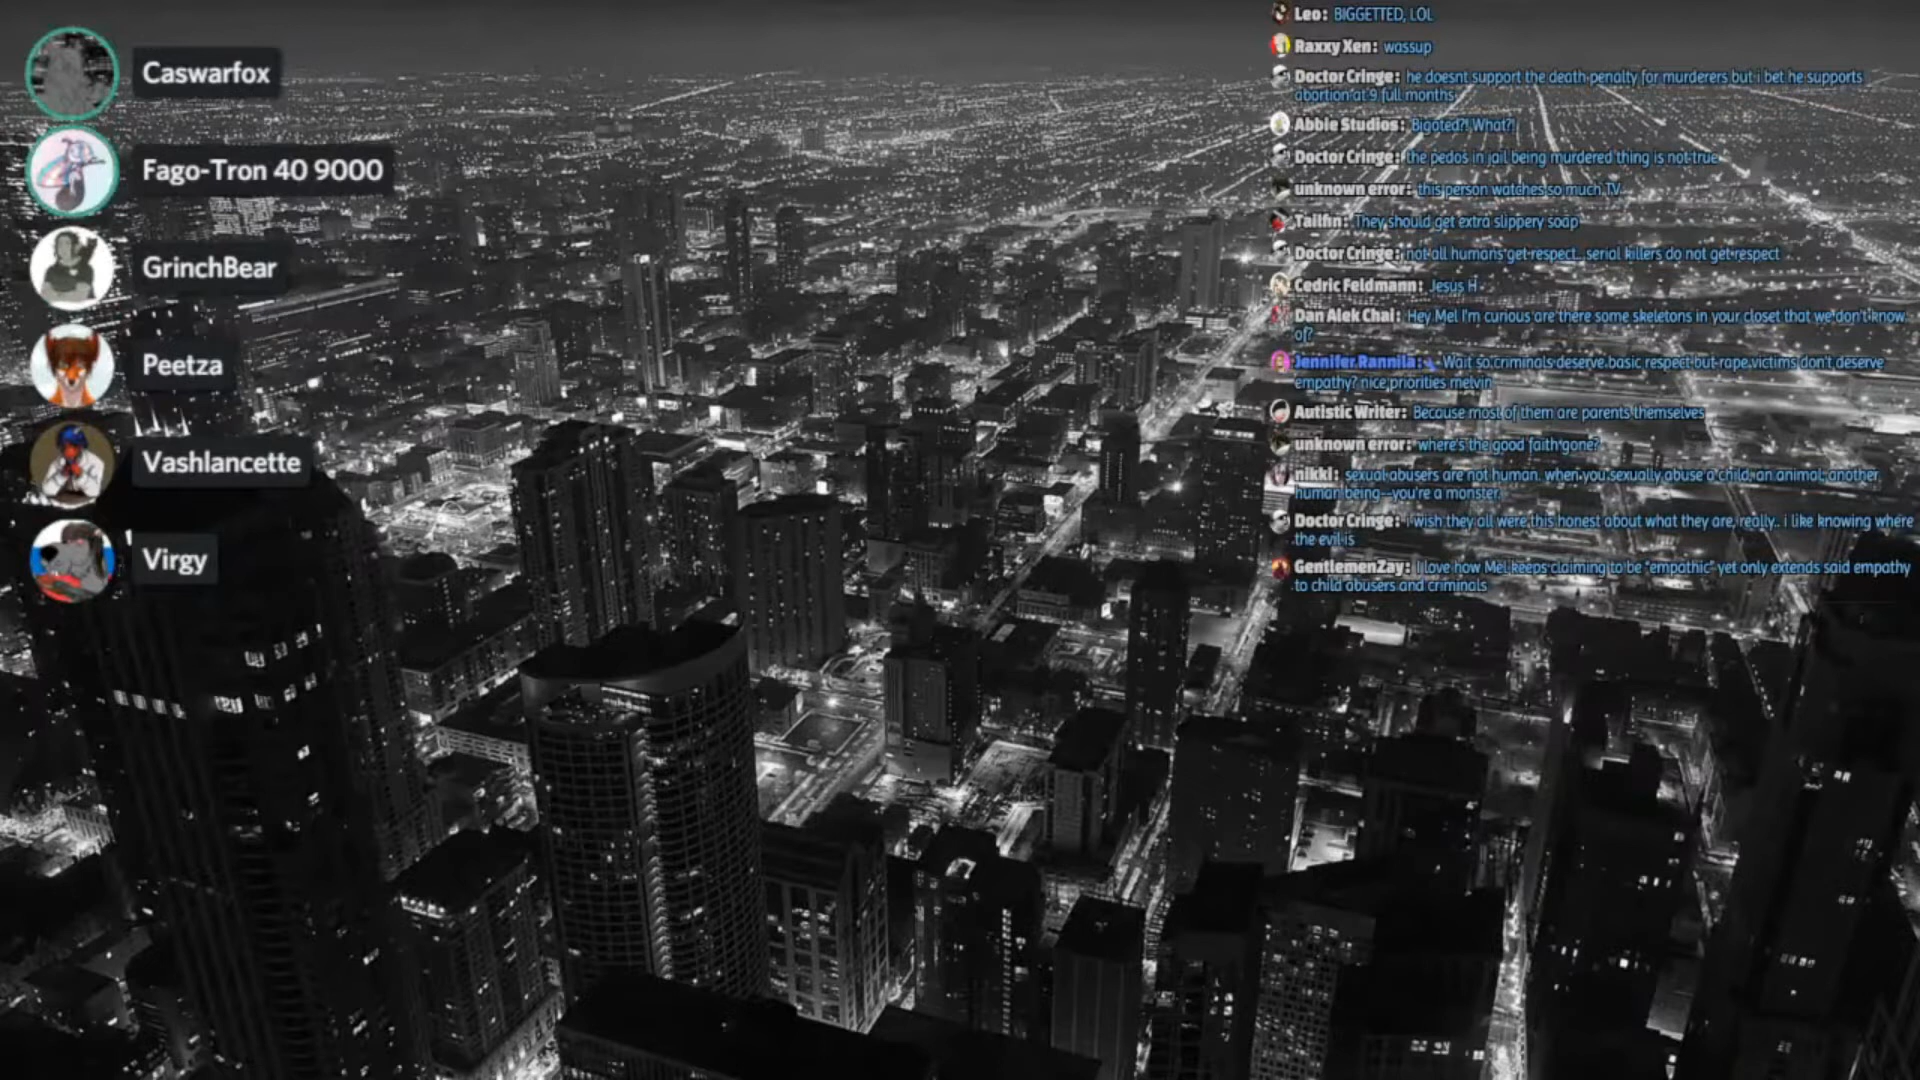 Caswarfox
Fago-Tron 40 9000
GrinchBear
Peetza
Vashlancette
Virgy
Leo: BIGGETTED, LOL
Raxxy Xen: wassup
Doctor Cringe: he doesnt support the death penalty for murderers but i bet he supports
abortion at 9 full months
Abbie Studios: Bigoted?! What?!
Doctor Cringe: the pedos in jail being murdered thing is not true
unknown error: this person watches so much TV
Tailfin: They should get extra slippery soap
Doctor Cringe: not all humans get respect.. serial killers do not get respect
Cedric Feldmann: Jesus H
Dan Alek Chai: Hey Mel I'm curious are there some skeletons in your closet that we don't know
of?
Jennifer Rannila: Wait so criminals deserve basic respect but rape victims don't deserve
empathy? nice priorities melvin
Autistic Writer: Because most of them are parents themselves
unknown error: where's the good faith gone?
nikki: sexual abusers are not human. when you sexually abuse a child, an animal, another
human being--you're a monster.
Doctor Cringe: i wish they all were this honest about what they are, really.. i like knowing where
the evil is
GentlemenZay: I love how Mel keeps claiming to be "empathic" yet only extends said empathy
to child abusers and criminals